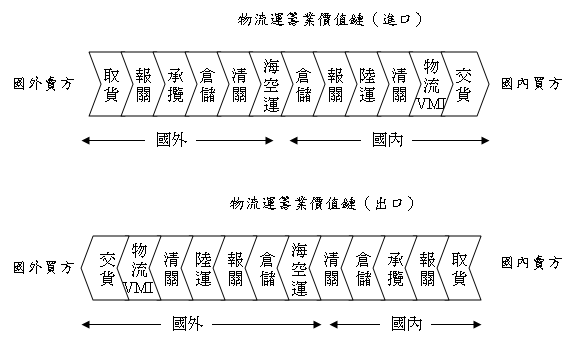 物流運籌業價值鏈（進口）
國外賣方
取貨
報關
承攬
倉儲
清關
海空運
倉儲
報關
陸運
清關
物流VMI
交貨
國內買方
國外
國內
物流運籌業價值鏈（出口）
國外買方
交貨
物流VMI
清關
陸運
報關
倉儲
海空運
清關
倉儲
承攬
報關
取貨
國內賣方
國外
國內